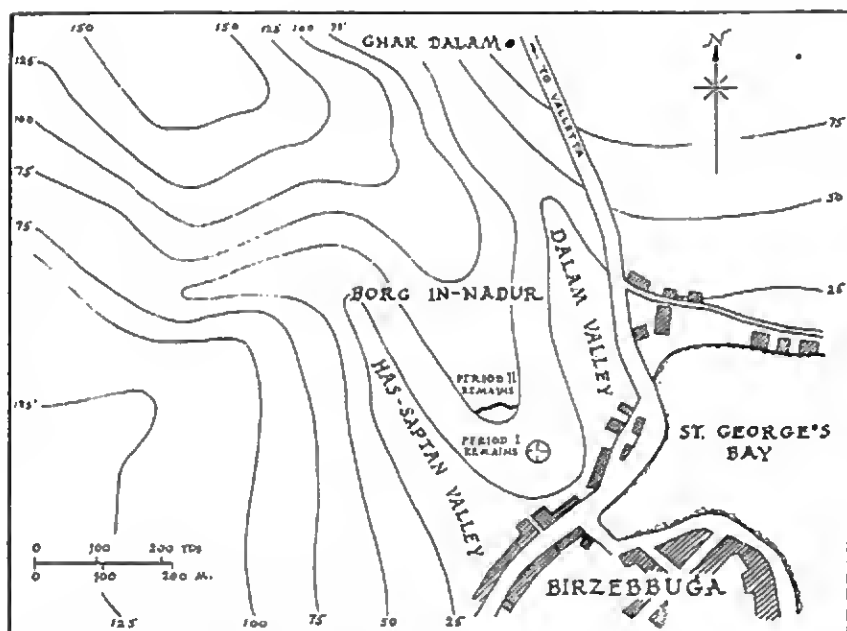 150
150
125
100
75'
GHAR DALAM
N
TO VALLETTA
125
100
75
75
75
50
25
DALAM VALLEY
BORG IN-NADUR
HAS-SAPTAN VALLEY
PERIOD II
REMAINS
PERIOD I
REMAINS
ST. GEORGE'S
BAY
0 100 200 YDS
0 100 200 M.
BIRZEBBUGA
125
100
75
50
25